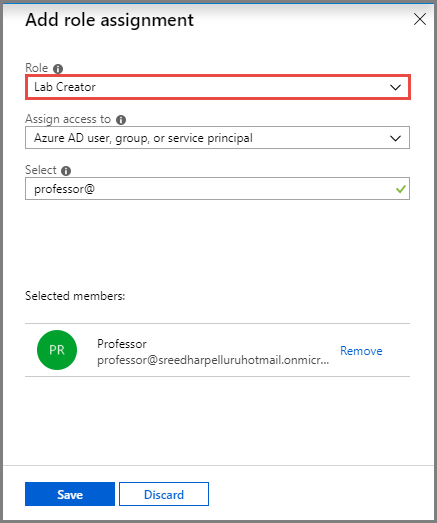 Add role assignment
Role
Lab Creator
Assign access to
Azure AD user, group, or service principal
Select
professor@
Selected members:
PR
Professor
professor@sreedharpelluruhotmail.onmicr...
Remove
Save
Discard